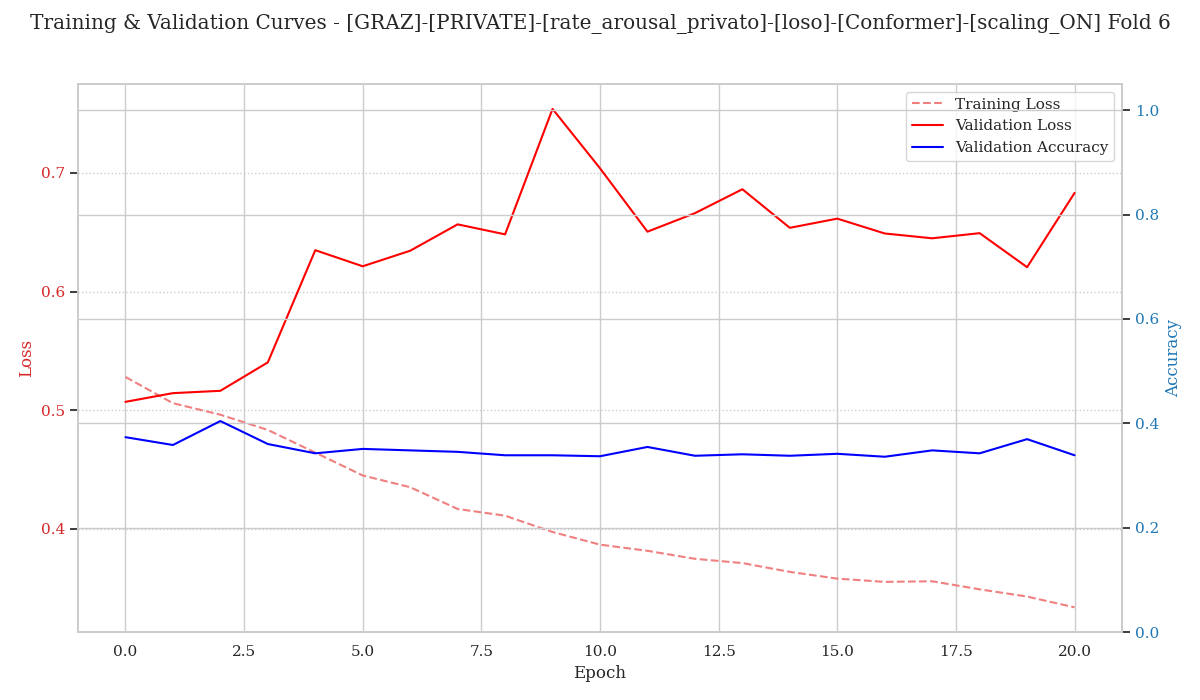 Training & Validation Curves - [GRAZ]-[PRIVATE]-[rate_arousal_privato]-[loso]-[Conformer]-[scaling_ON] Fold 6
Training Loss
Validation Loss
Validation Accuracy
0.7
0.6
0.5
0.4
Loss
1.0
0.8
0.6
0.4
0.2
0.0
Accuracy
0.0 2.5 5.0 7.5 10.0 12.5 15.0 17.5 20.0
Epoch